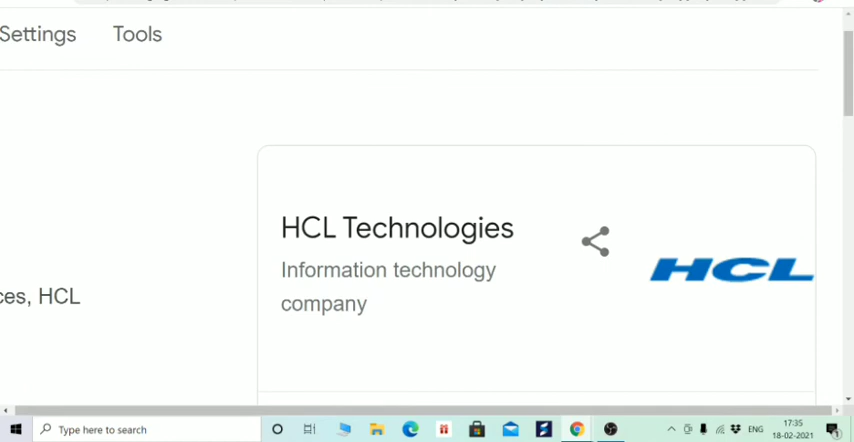 Settings Tools
HCL Technologies
Information technology
company
HCL
ces, HCL
Type here to search
ENG
17:35
18-02-2021